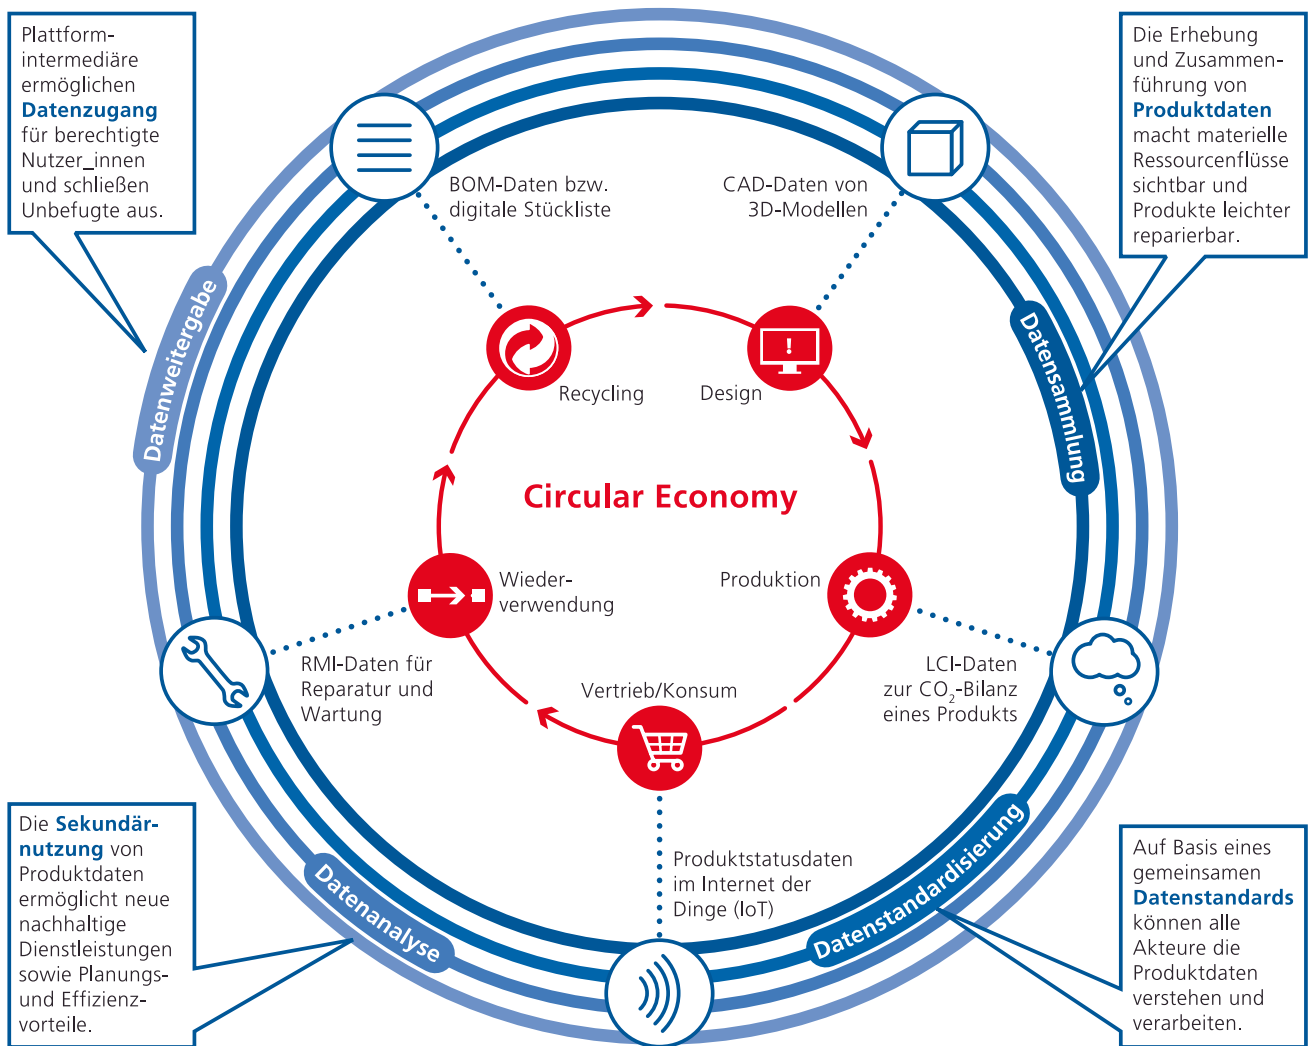 Plattform-
intermediäre
ermöglichen
Datenzugang
für berechtigte
Nutzer_innen
und schließen
Unbefugte aus.
Die Erhebung
und Zusammen-
führung von
Produktdaten
macht materielle
Ressourcenflüsse
sichtbar und
Produkte leichter
reparierbar.
BOM-Daten bzw.
digitale Stückliste
CAD-Daten von
3D-Modellen
Datenweitergabe
Datensammlung
Recycling
Design
!
Circular Economy
Wieder-
verwendung
Produktion
RMI-Daten für
Reparatur und
Wartung
Vertrieb/Konsum
LCI-Daten
zur CO₂-Bilanz
eines Produkts
Produktstatusdaten
im Internet der
Dinge (IoT)
Datenanalyse
Datenstandardisierung
Die Sekundär-
nutzung von
Produktdaten
ermöglicht neue
nachhaltige
Dienstleistungen
sowie Planungs-
und Effizienz-
vorteile.
Auf Basis eines
gemeinsamen
Datenstandards
können alle
Akteure die
Produktdaten
verstehen und
verarbeiten.